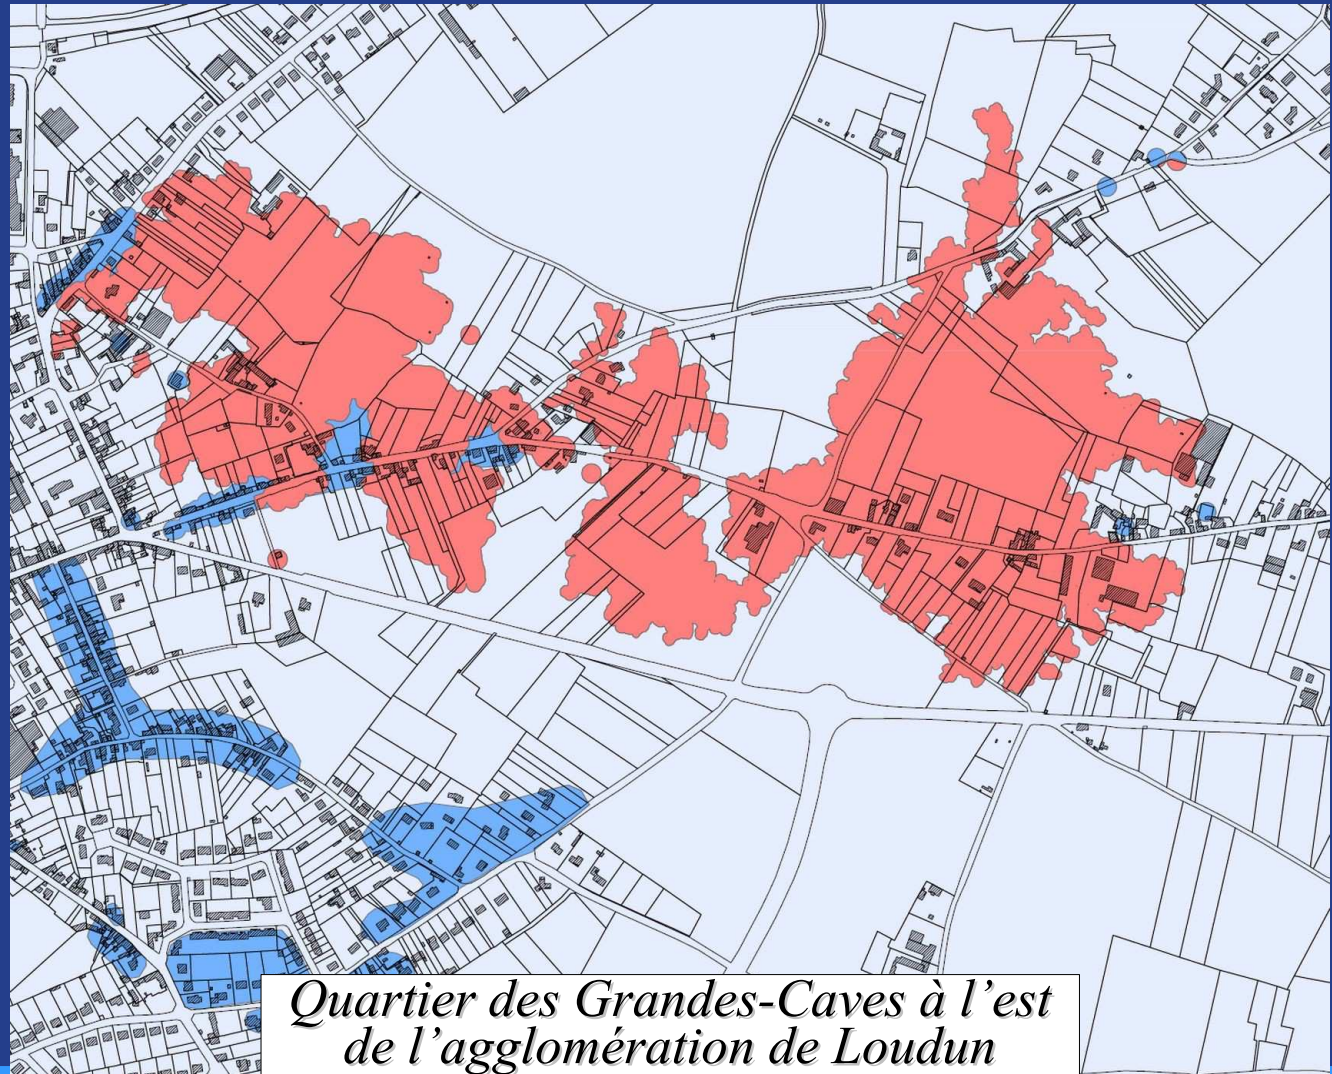 Quartier des Grandes-Caves à l’est
de l’agglomération de Loudun